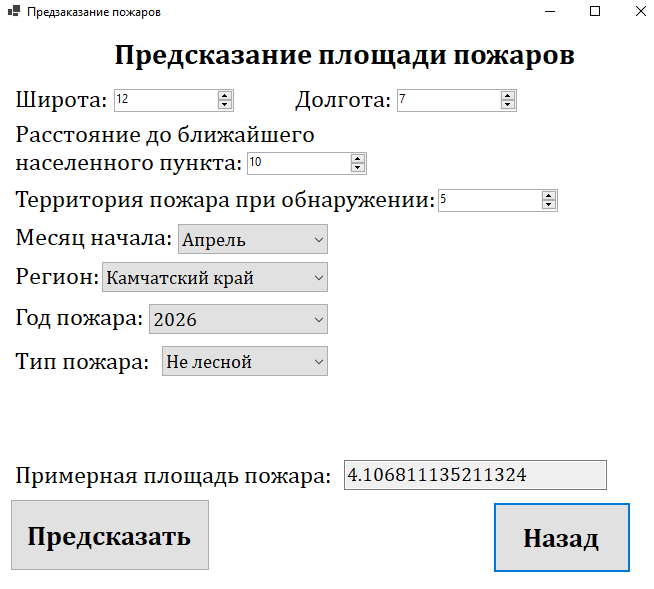 Предзаказание пожаров
Предсказание площади пожаров
Широта: 12 Долгота: 7
Расстояние до ближайшего
населенного пункта: 10
Территория пожара при обнаружении: 5
Месяц начала: Апрель
Регион: Камчатский край
Год пожара: 2026
Тип пожара: Не лесной
Примерная площадь пожара: 4.106811135211324
Предсказать Назад